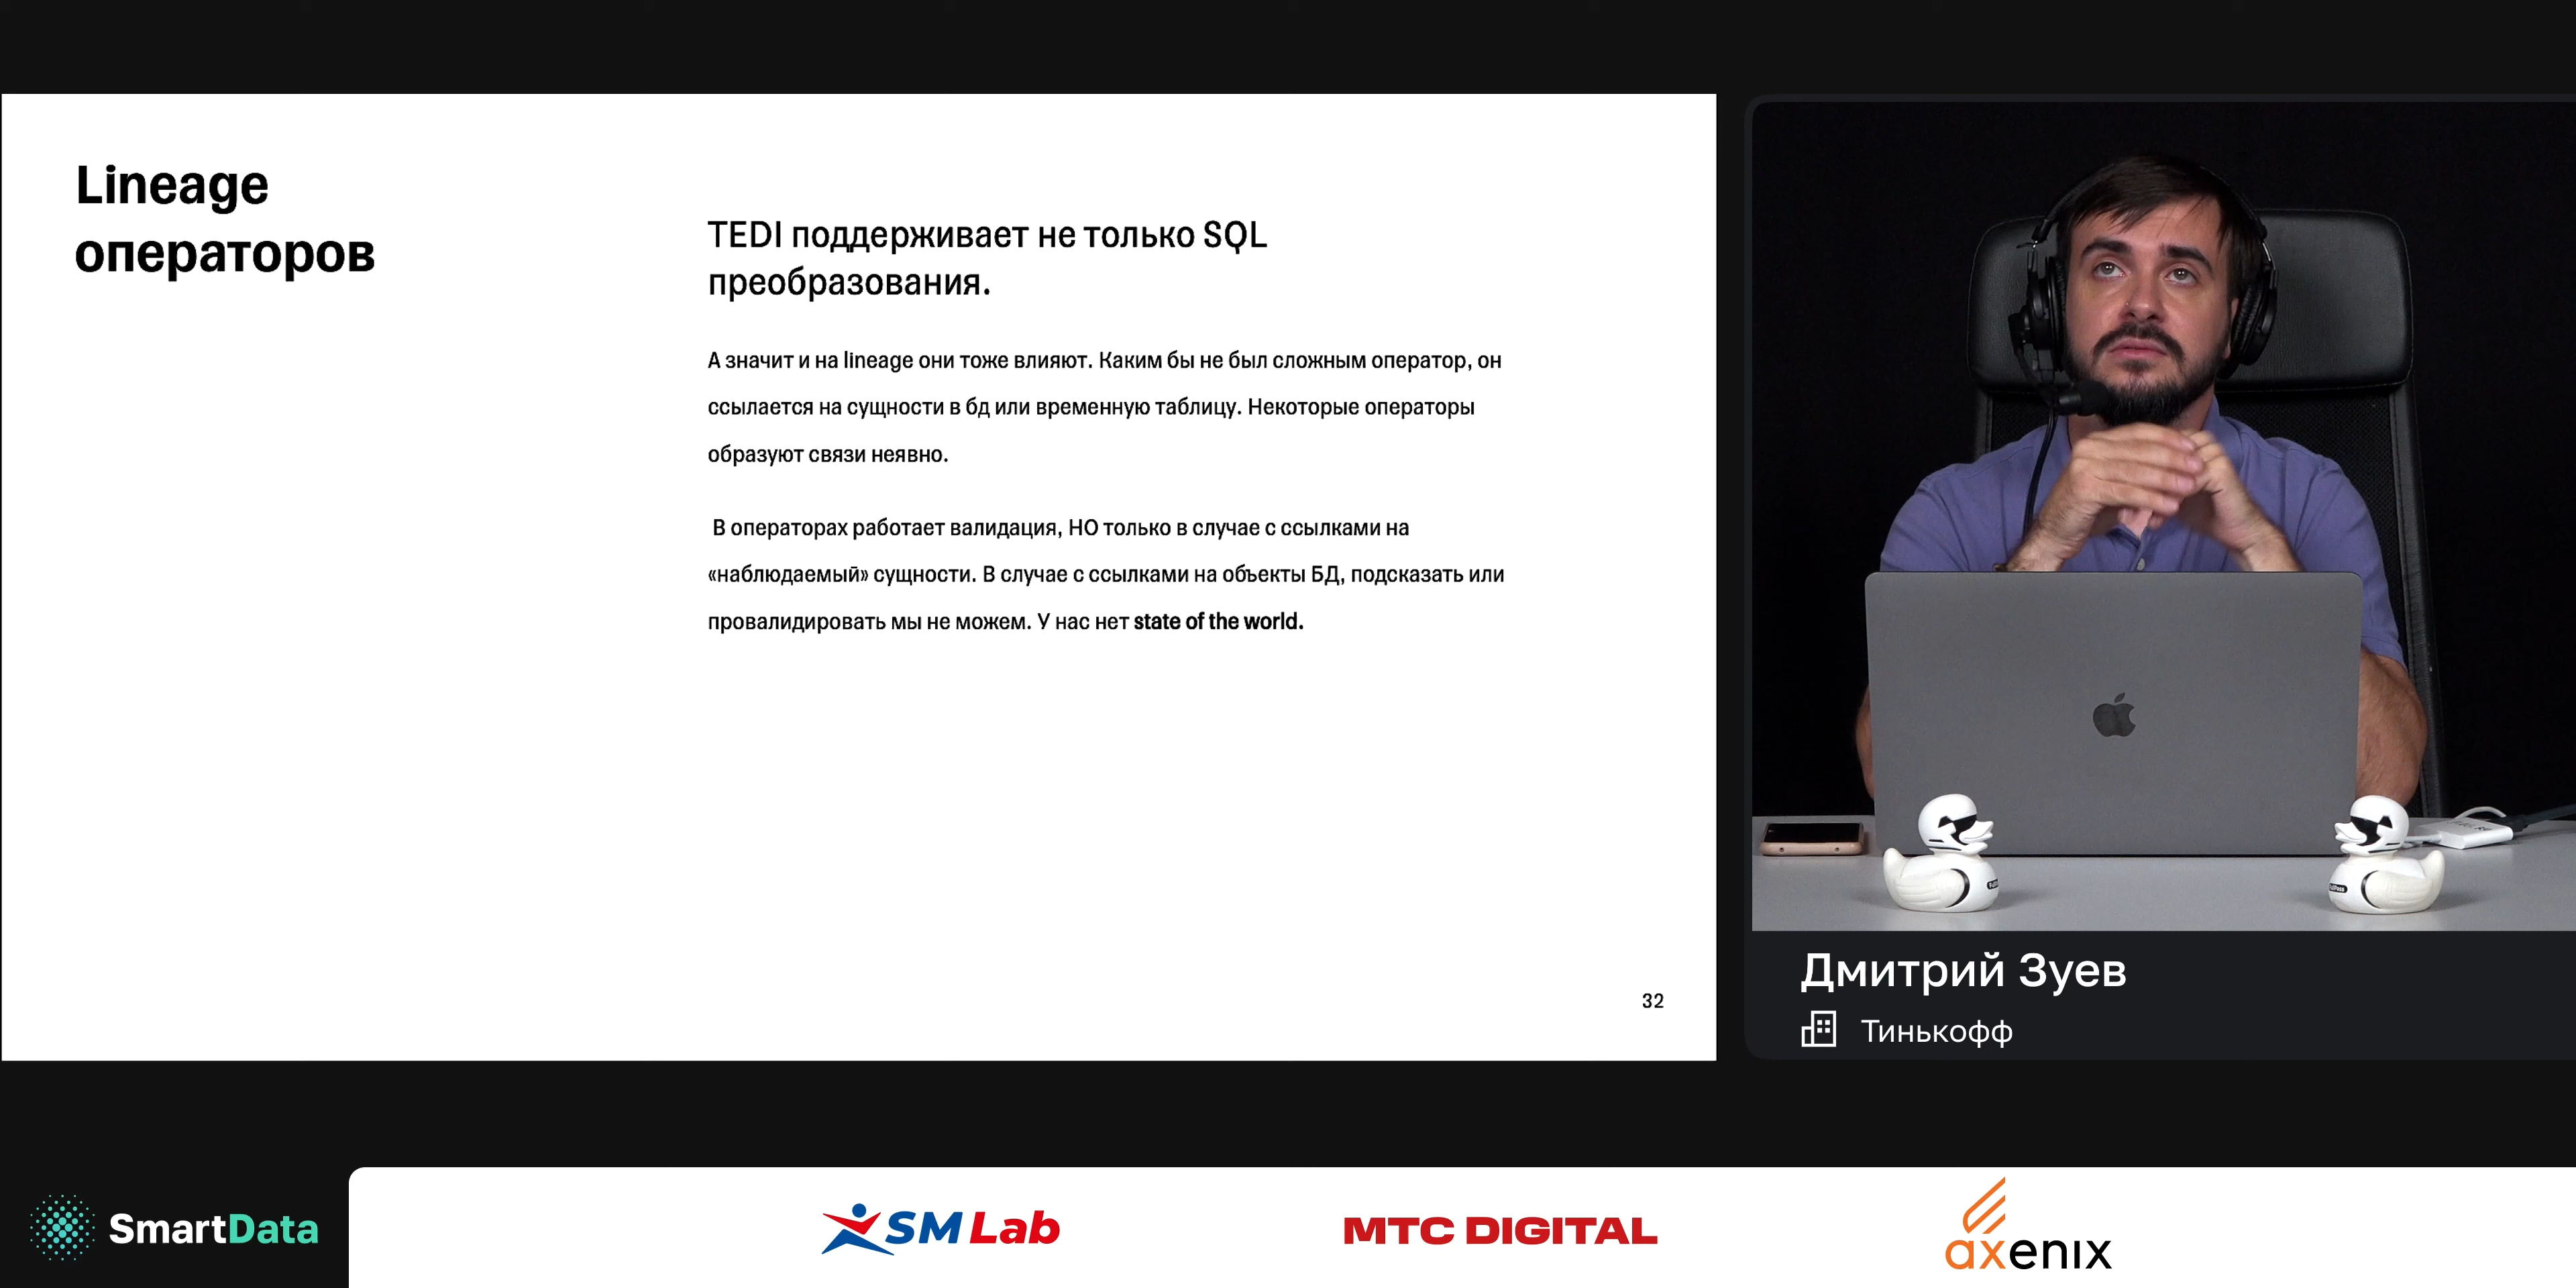 Lineage
операторов
TEDI поддерживает не только SQL
преобразования.
А значит и на lineage они тоже влияют. Каким бы не был сложным оператор, он
ссылается на сущности в бд или временную таблицу. Некоторые операторы
образуют связи неявно.
В операторах работает валидация, НО только в случае с ссылками на
«наблюдаемый» сущности. В случае с ссылками на объекты БД, подсказать или
провалидировать мы не можем. У нас нет state of the world.
32
Дмитрий Зуев
Тинькофф
SmartData
SM Lab
МТС DIGITAL
axenix